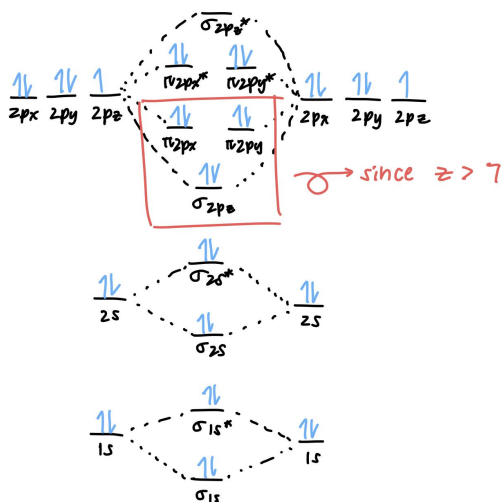 σ2pz*
π2px* π2py*
2px 2py 2pz 2px 2py 2pz
π2px π2py
σ2pz
since z > 7
σ2s*
2s 2s
σ2s
σ1s*
1s 1s
σ1s